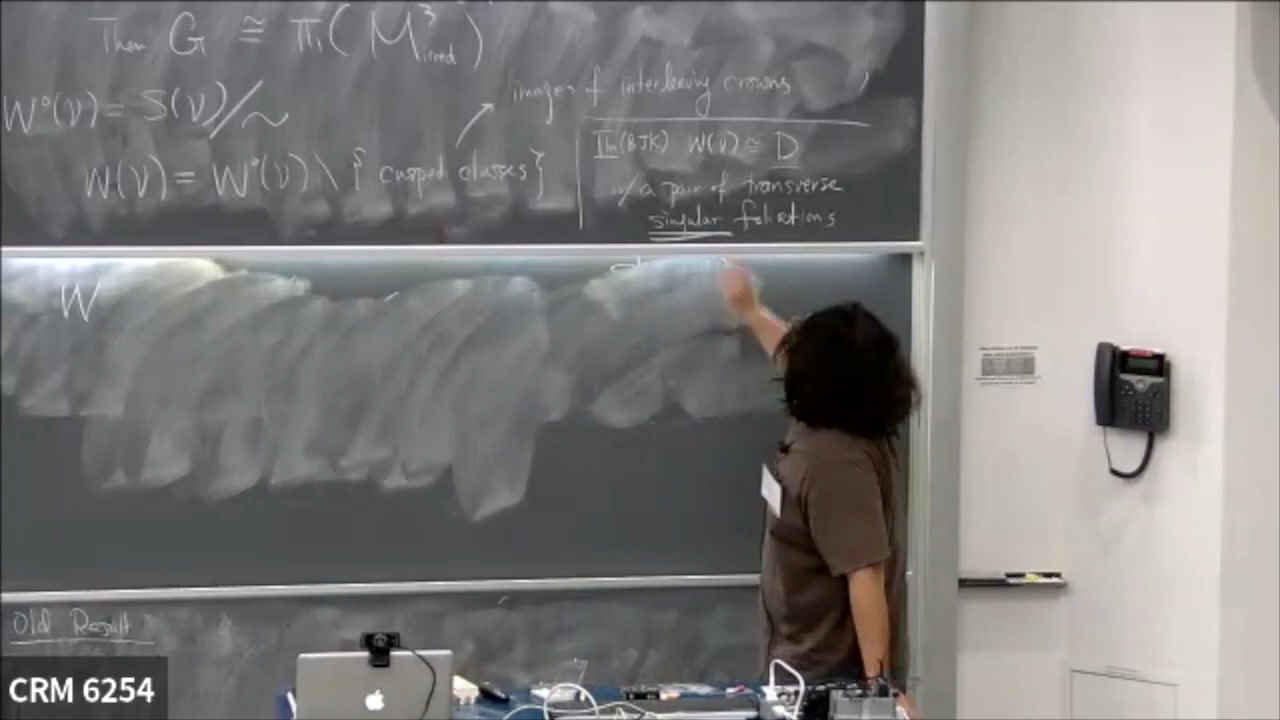 Then G ≅ π₁(M³irred)
W°(ν) = S(ν)/∼
W(ν) = W°(ν) \ { cusped classes }
images of interleaving crowns
Th (BJK) W(ν) ≅ D
w/ a pair of transverse
singular foliations
W
Old Result
CRM 6254